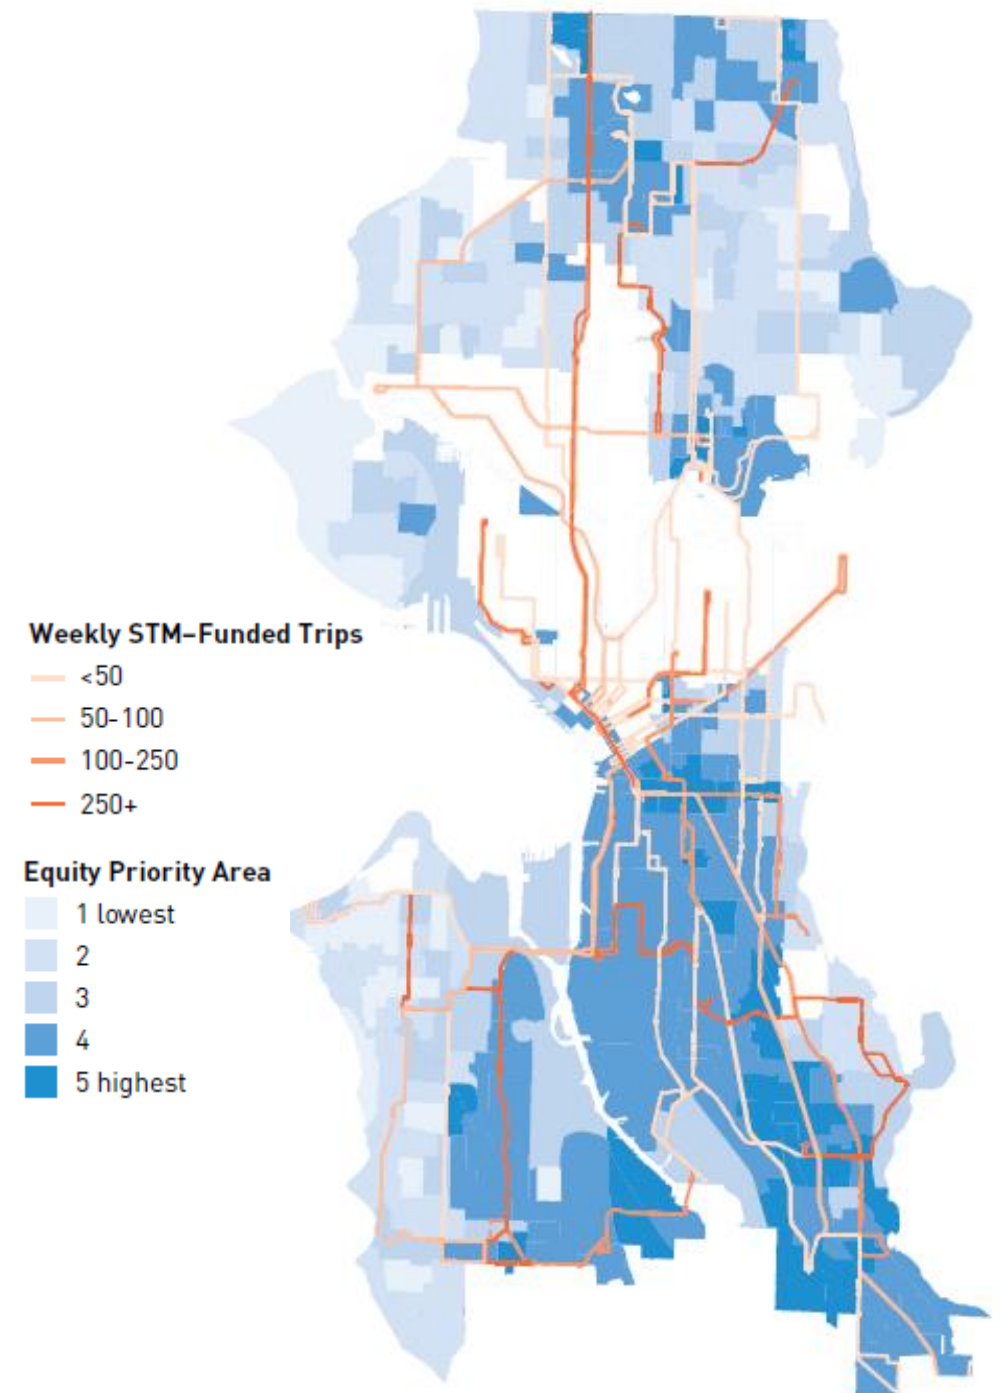 Weekly STM–Funded Trips
<50
50-100
100-250
250+
Equity Priority Area
1 lowest
2
3
4
5 highest